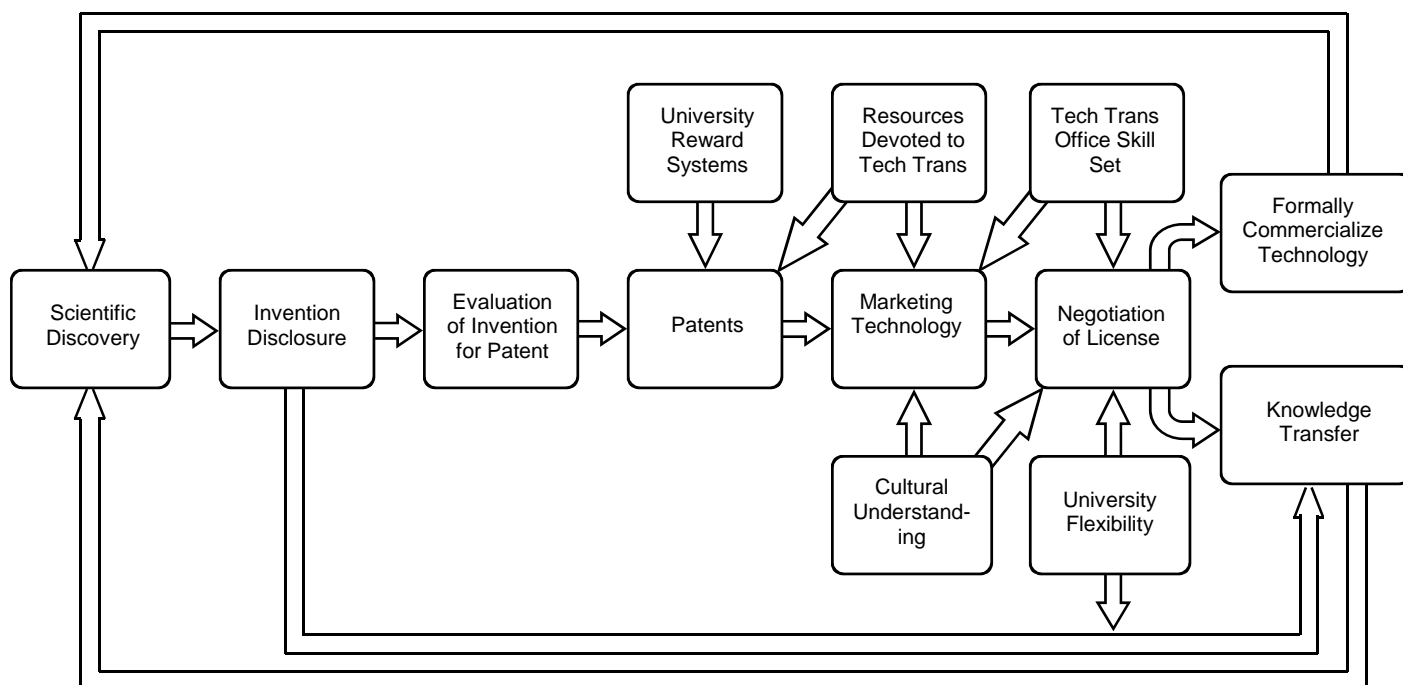 University
Reward
Systems
Resources
Devoted to
Tech Trans
Tech Trans
Office Skill
Set
Formally
Commercialize
Technology
Scientific
Discovery
Invention
Disclosure
Evaluation
of Invention
for Patent
Patents
Marketing
Technology
Negotiation
of License
Knowledge
Transfer
Cultural
Understand-
ing
University
Flexibility